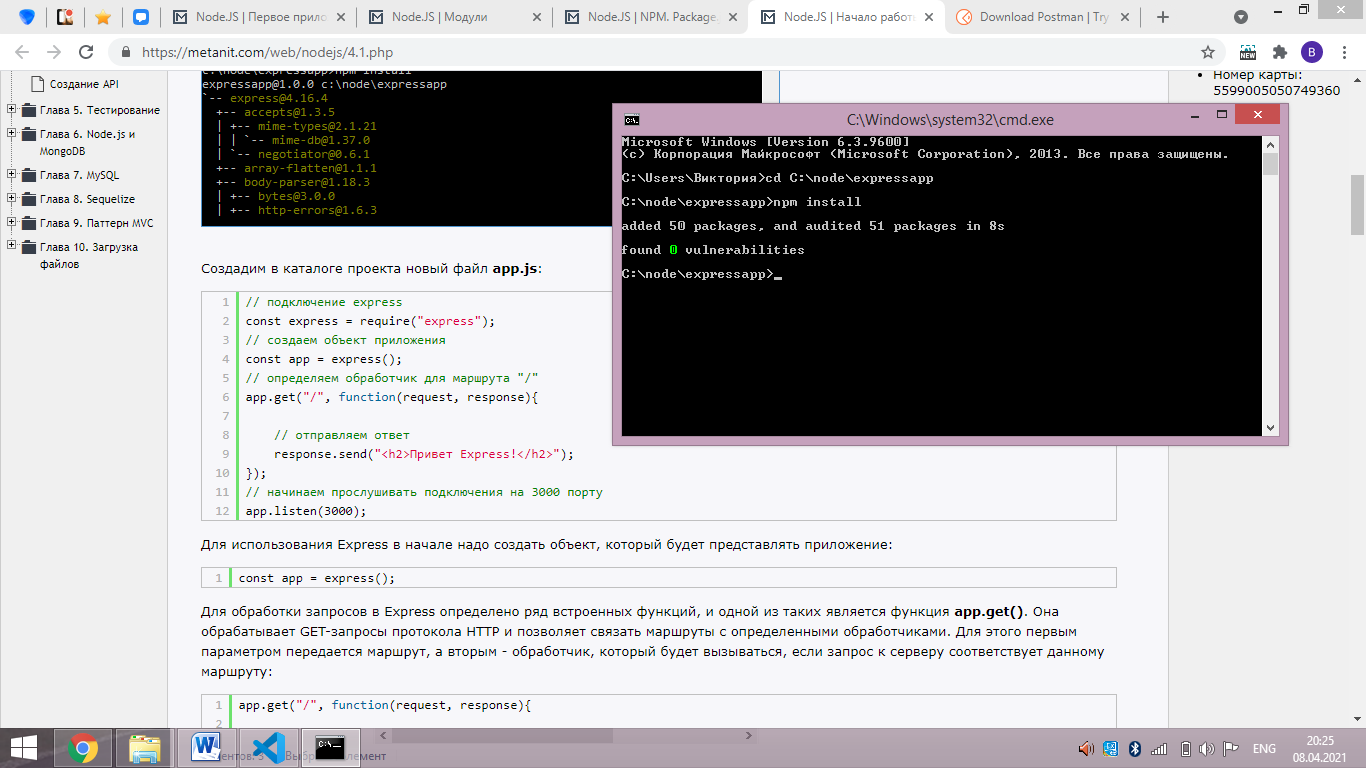 Node.JS | Первое прило
Node.JS | Модули
Node.JS | NPM. Package.
Node.JS | Начало работ
Download Postman | Try
https://metanit.com/web/nodejs/4.1.php
B
NEW
Создание API
Глава 5. Тестирование
Глава 6. Node.js и
MongoDB
Глава 7. MySQL
Глава 8. Sequelize
Глава 9. Паттерн MVC
Глава 10. Загрузка
файлов
c:\node\expressapp>npm install
expressapp@1.0.0 c:\node\expressapp
`-- express@4.16.4
+-- accepts@1.3.5
| +-- mime-types@2.1.21
| | `-- mime-db@1.37.0
| `-- negotiator@0.6.1
+-- array-flatten@1.1.1
+-- body-parser@1.18.3
| +-- bytes@3.0.0
| +-- http-errors@1.6.3
Номер карты:
5599005050749360
C:\Windows\system32\cmd.exe
Microsoft Windows [Version 6.3.9600]
(c) Корпорация Майкрософт (Microsoft Corporation), 2013. Все права защищены.
C:\Users\Виктория>cd C:\node\expressapp
C:\node\expressapp>npm install
added 50 packages, and audited 51 packages in 8s
found 0 vulnerabilities
C:\node\expressapp>_
Создадим в каталоге проекта новый файл app.js:
1 // подключение express
2 const express = require("express");
3 // создаем объект приложения
4 const app = express();
5 // определяем обработчик для маршрута "/"
6 app.get("/", function(request, response){
7
8 // отправляем ответ
9 response.send("<h2>Привет Express!</h2>");
10 });
11 // начинаем прослушивать подключения на 3000 порту
12 app.listen(3000);
Для использования Express в начале надо создать объект, который будет представлять приложение:
1 const app = express();
Для обработки запросов в Express определено ряд встроенных функций, и одной из таких является функция app.get(). Она
обрабатывает GET-запросы протокола HTTP и позволяет связать маршруты с определенными обработчиками. Для этого первым
параметром передается маршрут, а вторым - обработчик, который будет вызываться, если запрос к серверу соответствует данному
маршруту:
1 app.get("/", function(request, response){
2
ENG
20:25
08.04.2021